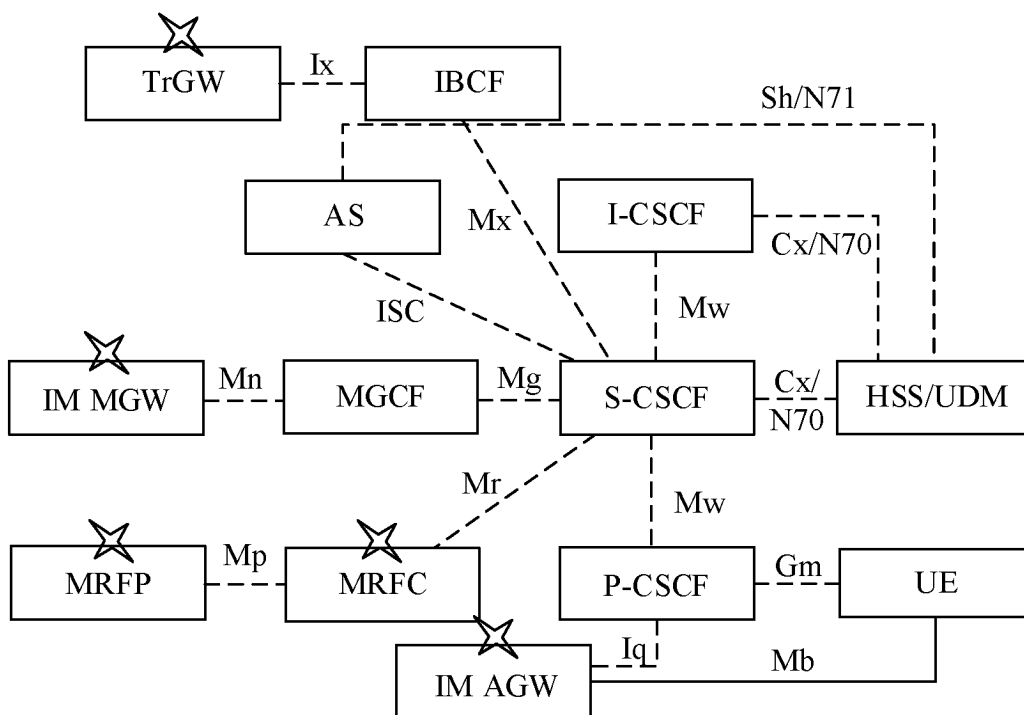 TrGW
Ix
IBCF
Sh/N71
AS
Mx
I-CSCF
Cx/N70
ISC
Mw
IM MGW
Mn
MGCF
Mg
S-CSCF
Cx/
N70
HSS/UDM
Mr
Mw
MRFP
Mp
MRFC
P-CSCF
Gm
UE
Iq
Mb
IM AGW